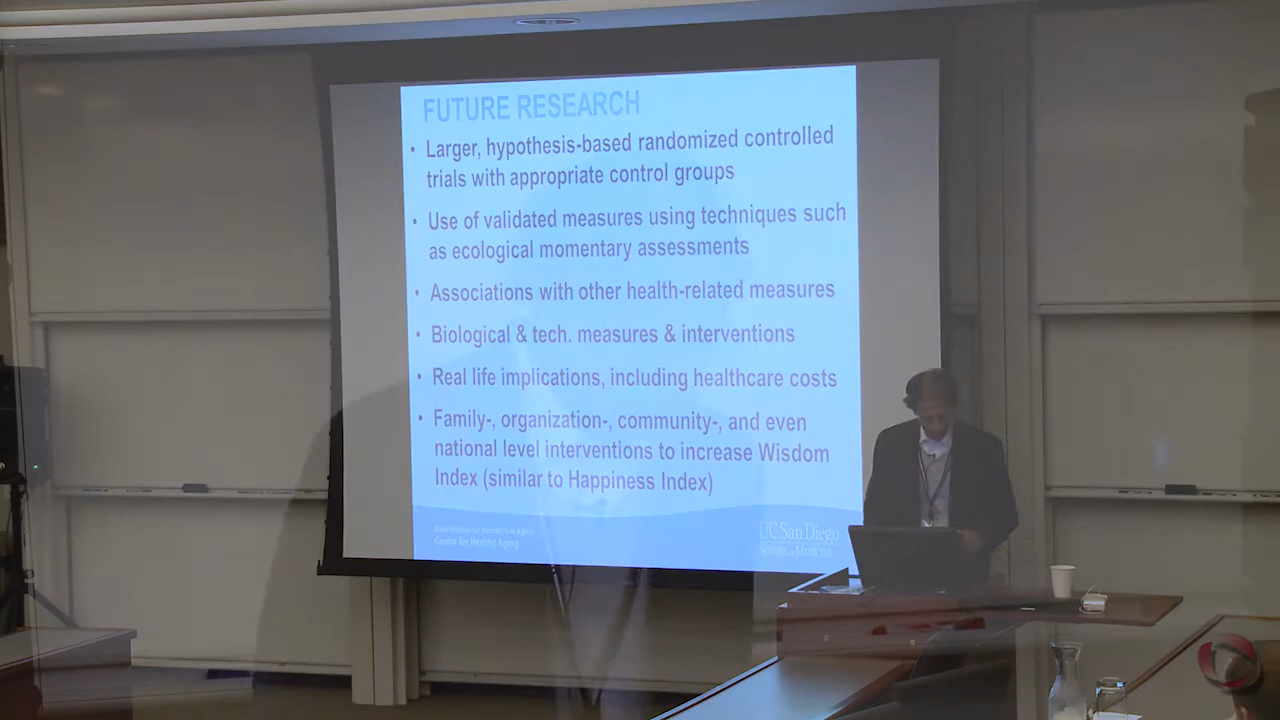 FUTURE RESEARCH
• Larger, hypothesis-based randomized controlled
trials with appropriate control groups
• Use of validated measures using techniques such
as ecological momentary assessments
• Associations with other health-related measures
• Biological & tech. measures & interventions
• Real life implications, including healthcare costs
• Family-, organization-, community-, and even
national level interventions to increase Wisdom
Index (similar to Happiness Index)
Center for Healthy Aging
UC San Diego
SCHOOL of MEDICINE